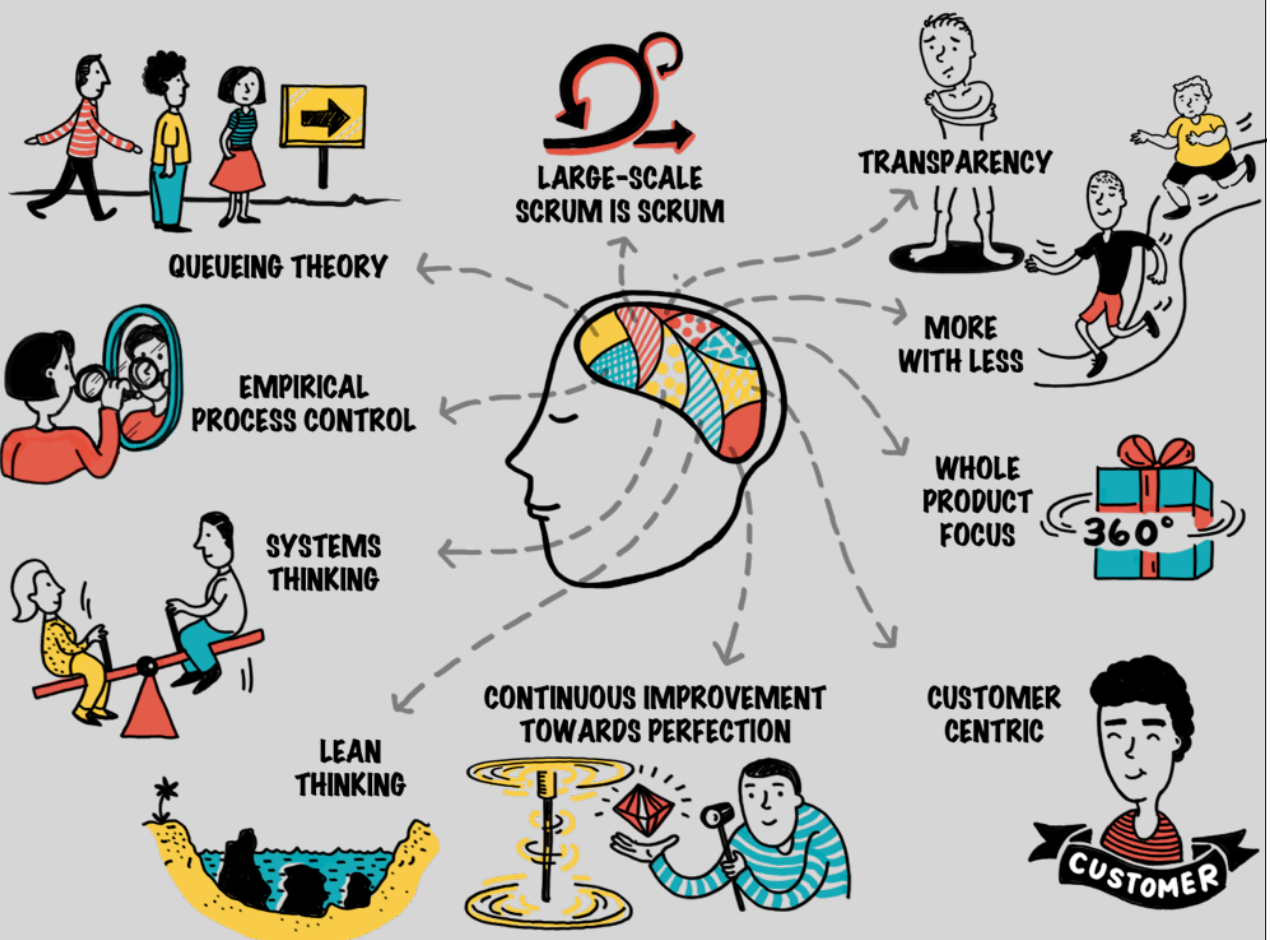 LARGE-SCALE
SCRUM IS SCRUM
TRANSPARENCY
QUEUEING THEORY
MORE
WITH LESS
EMPIRICAL
PROCESS CONTROL
WHOLE
PRODUCT
FOCUS
360°
SYSTEMS
THINKING
CONTINUOUS IMPROVEMENT
TOWARDS PERFECTION
CUSTOMER
CENTRIC
LEAN
THINKING
CUSTOMER